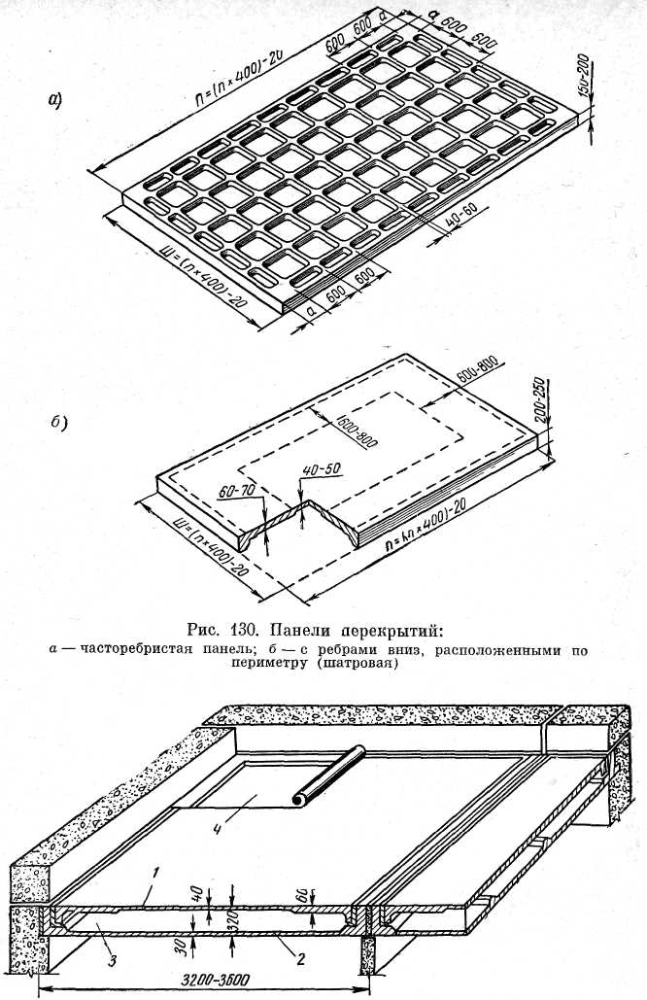 а)
П=(п×400)-20
600 600 а
а 600 600
150-200
40-60
Ш=(п×400)-20
а 600 600
б)
600-800
200-250
1600-800
40-50
60-70
Ш=(п×400)-20
П=hп×400)-20
Рис. 130. Панели перекрытий:
а — часторебристая панель; б — с ребрами вниз, расположенными по
периметру (шатровая)
4
1
40
320
60
3
30
2
3200-3600